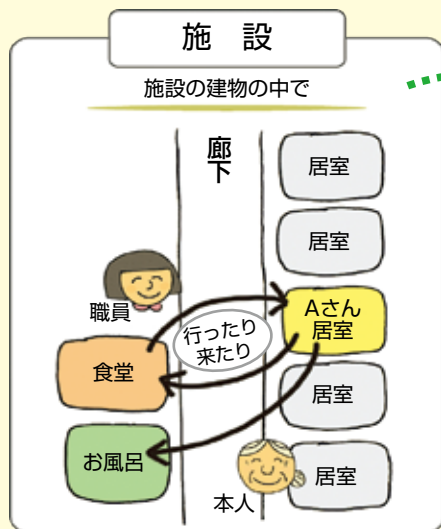 施　設
施設の建物の中で
廊下
居室
居室
職員
行ったり
来たり
Aさん
居室
食堂
居室
お風呂
本人
居室